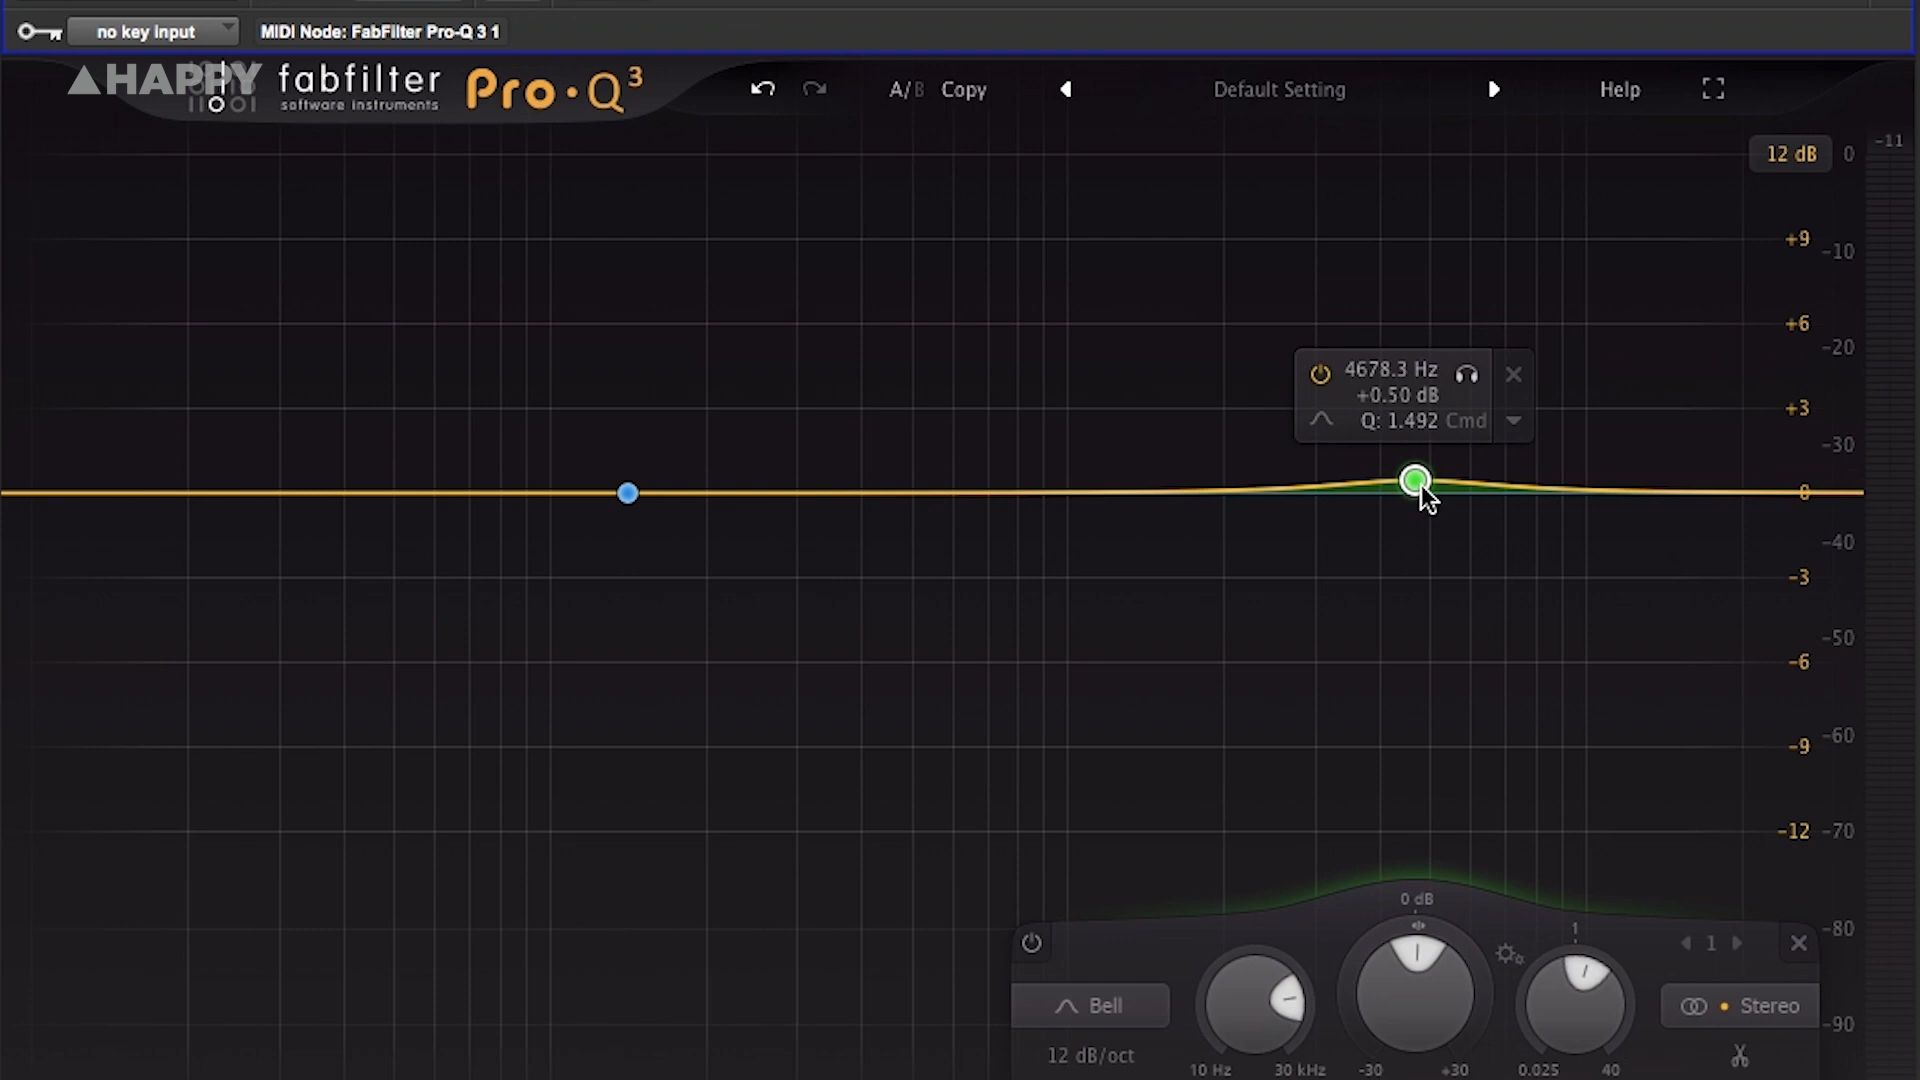 no key input
MIDI Node: FabFilter Pro-Q 3 1
HAPPY
fabfilter
software instruments
Pro·Q3
A/B Copy
Default Setting
Help
12 dB
0
-11
+9
-10
+6
-20
4678.3 Hz
+0.50 dB
Q: 1.492 Cmd
+3
-30
0
-40
-3
-50
-6
-60
-9
-12
-70
0 dB
-80
1
1
Bell
Stereo
-90
12 dB/oct
10 Hz
30 kHz
-30
+30
0.025
40